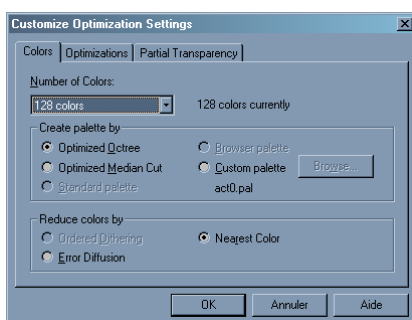 Customize Optimization Settings
Colors Optimizations Partial Transparency
Number of Colors:
128 colors 128 colors currently
Create palette by
Optimized Octree Browser palette
Optimized Median Cut Custom palette Browse...
Standard palette act0.pal
Reduce colors by
Ordered Dithering Nearest Color
Error Diffusion
OK Annuler Aide